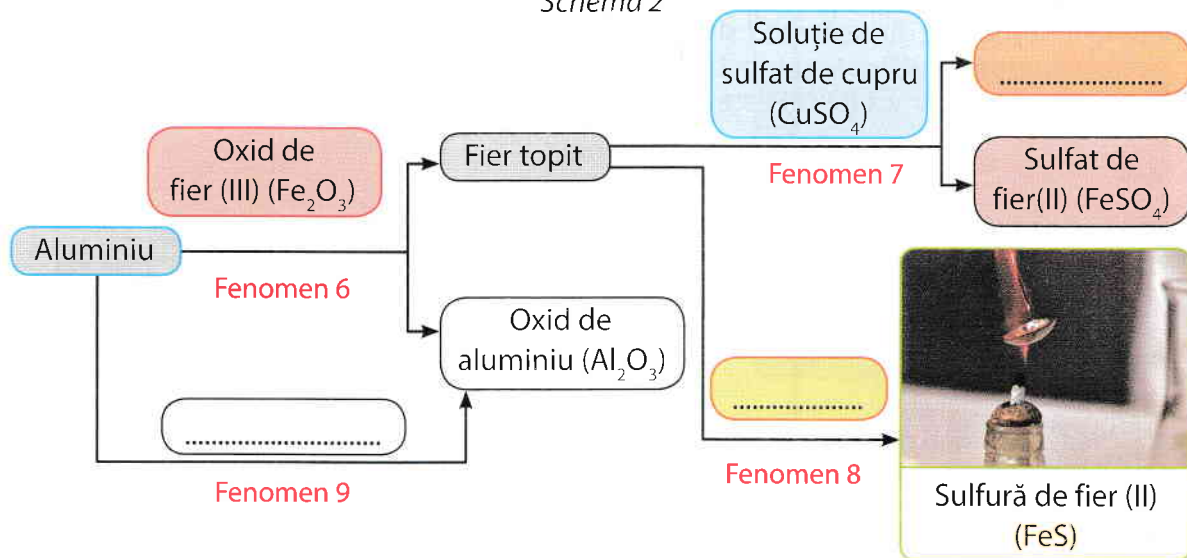 Schema 2
Soluție de
sulfat de cupru
(CuSO₄)
..........................
Oxid de
fier (III) (Fe₂O₃)
Fier topit
Fenomen 7
Sulfat de
fier(II) (FeSO₄)
Aluminiu
Fenomen 6
Oxid de
aluminiu (Al₂O₃)
.....................
................................
Fenomen 9
Fenomen 8
Sulfură de fier (II)
(FeS)